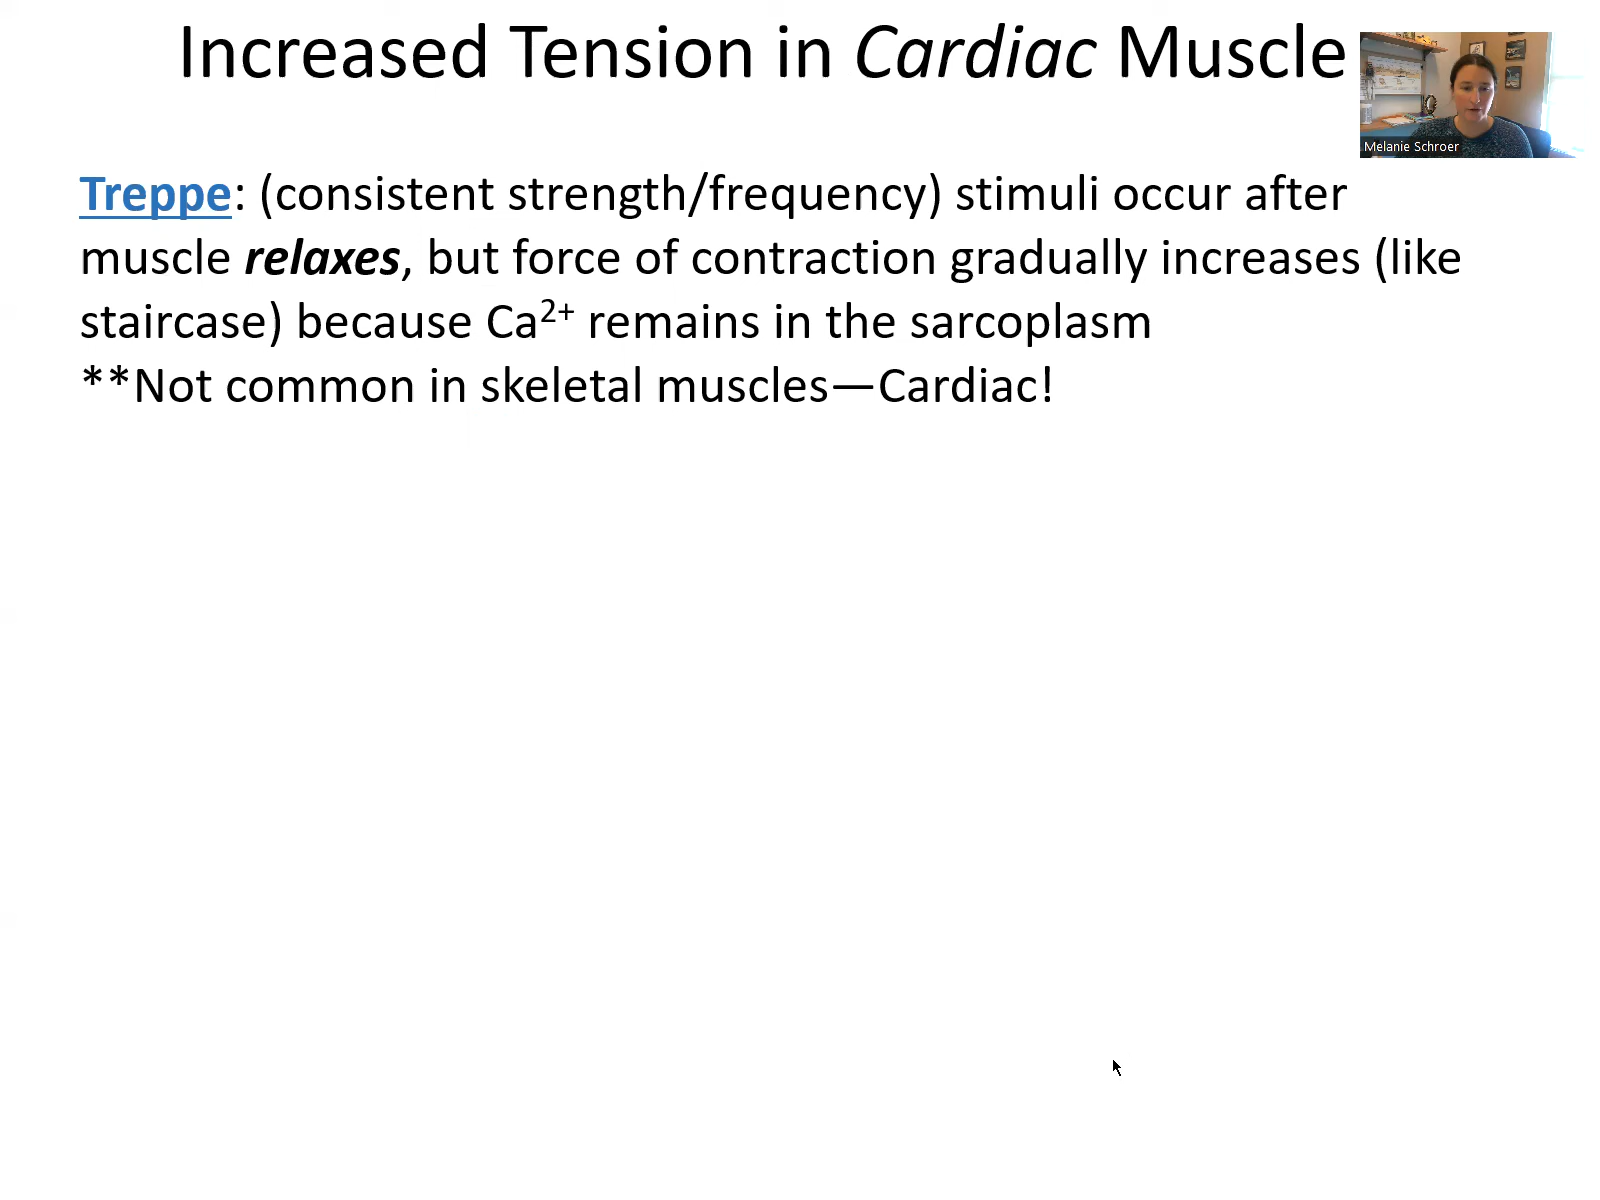 Increased Tension in Cardiac Muscle
Melanie Schroer
Treppe: (consistent strength/frequency) stimuli occur after
muscle relaxes, but force of contraction gradually increases (like
staircase) because Ca²⁺ remains in the sarcoplasm
**Not common in skeletal muscles—Cardiac!